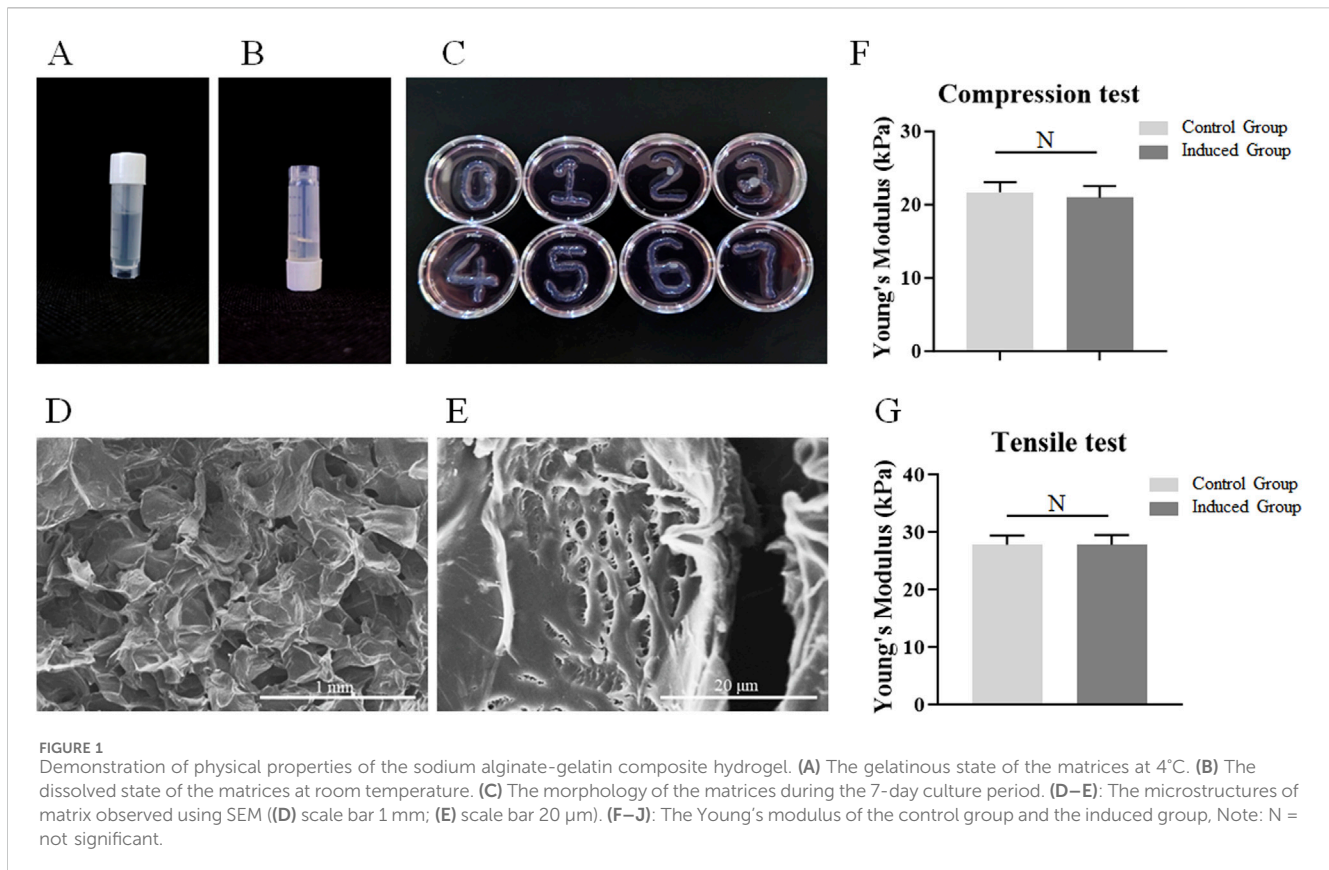 A
B
C
0
1
2
3
4
5
6
7
F
Compression test
Young's Modulus (kPa)
30
20
10
0
N
Control Group
Induced Group
D
1 mm
E
20 μm
G
Tensile test
Young's Modulus (kPa)
40
30
20
10
0
N
Control Group
Induced Group
FIGURE 1
Demonstration of physical properties of the sodium alginate-gelatin composite hydrogel. (A) The gelatinous state of the matrices at 4°C. (B) The
dissolved state of the matrices at room temperature. (C) The morphology of the matrices during the 7-day culture period. (D–E): The microstructures of
matrix observed using SEM ((D) scale bar 1 mm; (E) scale bar 20 μm). (F–J): The Young's modulus of the control group and the induced group, Note: N =
not significant.